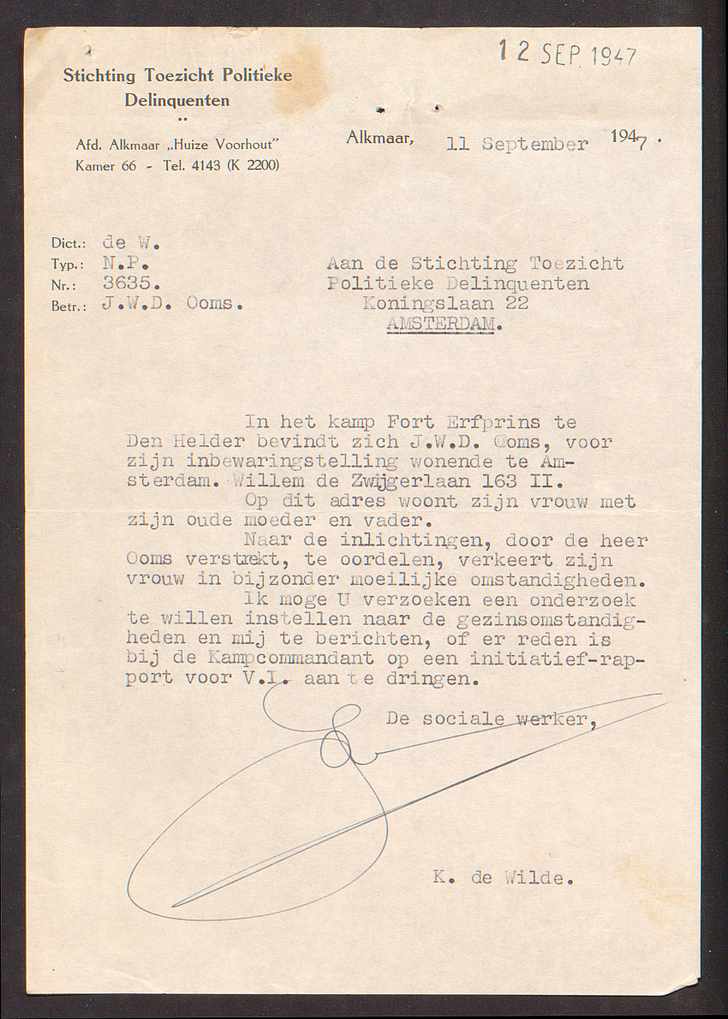 12 SEP. 1947
Stichting Toezicht Politieke
Delinquenten
Afd. Alkmaar „Huize Voorhout"
Kamer 66 - Tel. 4143 (K 2200)
Alkmaar, 11 September 1947.
Dict.: de W.
Typ.: N.P.
Nr.: 3635.
Betr.: J.W.D. Ooms.
Aan de Stichting Toezicht
Politieke Delinquenten
Koningslaan 22
AMSTERDAM.
In het kamp Fort Erfprins te
Den Helder bevindt zich J.W.D. Ooms, voor
zijn inbewaringstelling wonende te Am-
sterdam. Willem de Zwijgerlaan 163 II.
Op dit adres woont zijn vrouw met
zijn oude moeder en vader.
Naar de inlichtingen, door de heer
Ooms verstrekt, te oordelen, verkeert zijn
vrouw in bijzonder moeilijke omstandigheden.
Ik moge U verzoeken een onderzoek
te willen instellen naar de gezinsomstandig-
heden en mij te berichten, of er reden is
bij de Kampcommandant op een initiatief-rap-
port voor V.I. aan te dringen.
De sociale werker,
K. de Wilde.